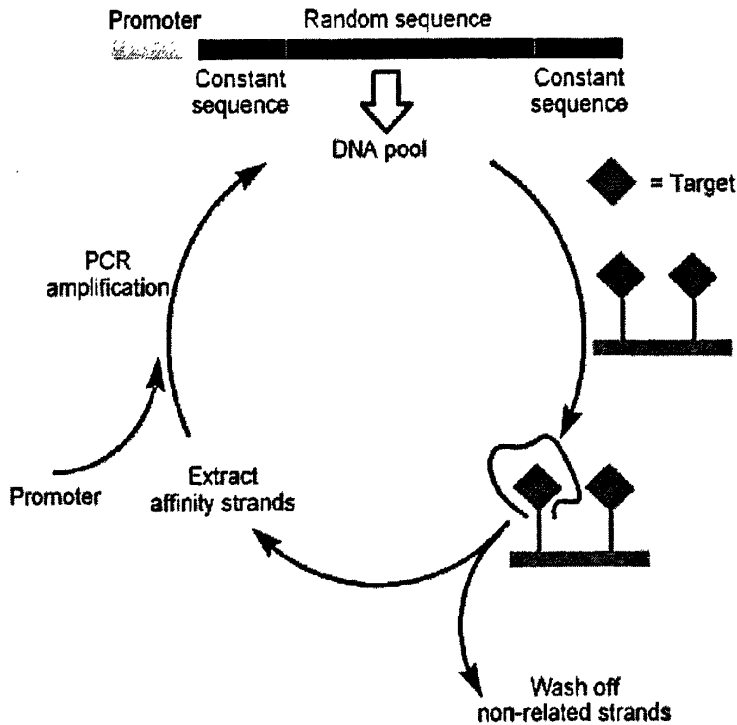 Promoter
Random sequence
Constant
sequence
Constant
sequence
DNA pool
= Target
PCR
amplification
Promoter
Extract
affinity strands
Wash off
non-related strands